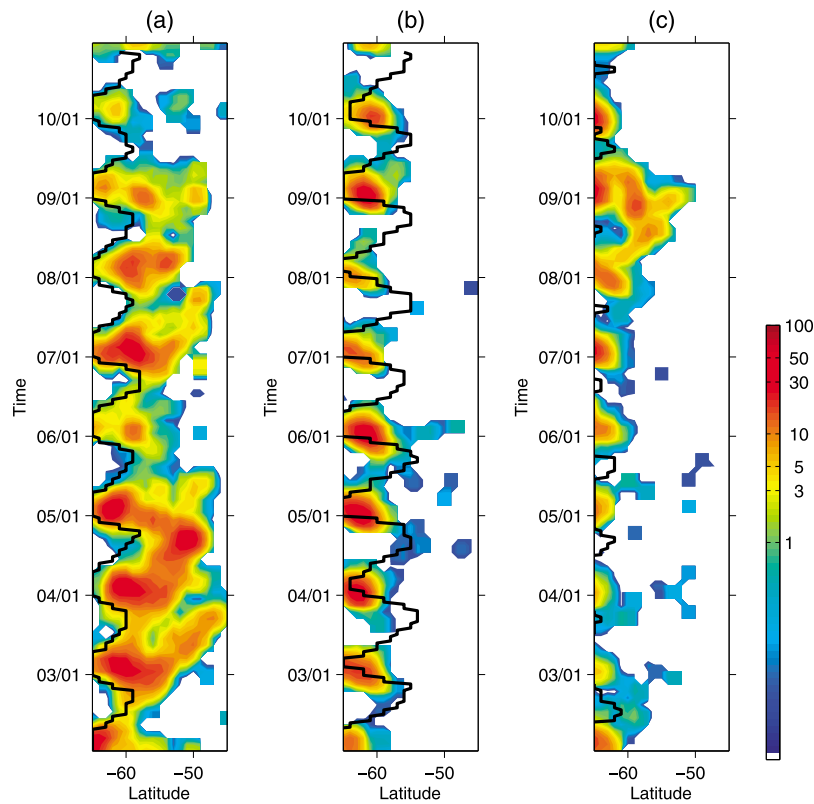 (a) (b) (c)
10/01 10/01 10/01
09/01 09/01 09/01
08/01 08/01 08/01
07/01 07/01 07/01
06/01 06/01 06/01
05/01 05/01 05/01
04/01 04/01 04/01
03/01 03/01 03/01
Time Time Time
−60 −50 −60 −50 −60 −50
Latitude Latitude Latitude
100
50
30
10
5
3
1